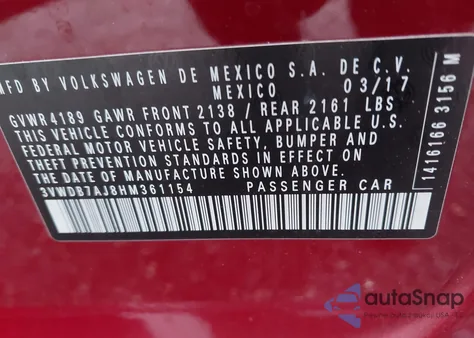 MFD BY VOLKSWAGEN DE MEXICO S.A. DE C.V.
MEXICO 03/17
GVWR 4189 GAWR FRONT 2138 / REAR 2161 LBS
THIS VEHICLE CONFORMS TO ALL APPLICABLE U.S.
FEDERAL MOTOR VEHICLE SAFETY, BUMPER AND
THEFT PREVENTION STANDARDS IN EFFECT ON
THE DATE OF MANUFACTURE SHOWN ABOVE.
3VWDB7AJ8HM361154 PASSENGER CAR
1416166 3156 M
autoSnap